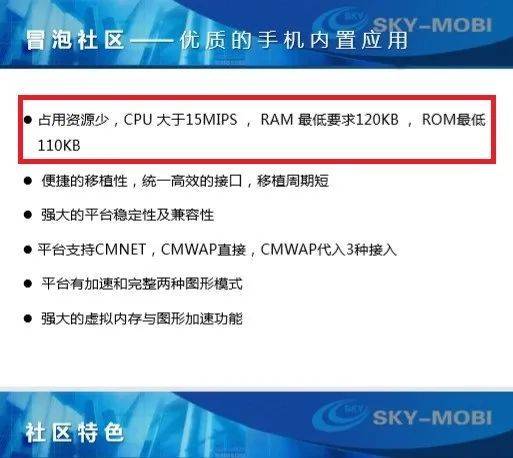 SKY-MOBI
冒泡社区——优质的手机内置应用
● 占用资源少，CPU 大于15MIPS ， RAM 最低要求120KB ， ROM最低
110KB
● 便捷的移植性，统一高效的接口，移植周期短
● 强大的平台稳定性及兼容性
● 平台支持CMNET，CMWAP直接，CMWAP代入3种接入
● 平台有加速和完整两种图形模式
● 强大的虚拟内存与图形加速功能
SKY SKY-MOBI
社区特色